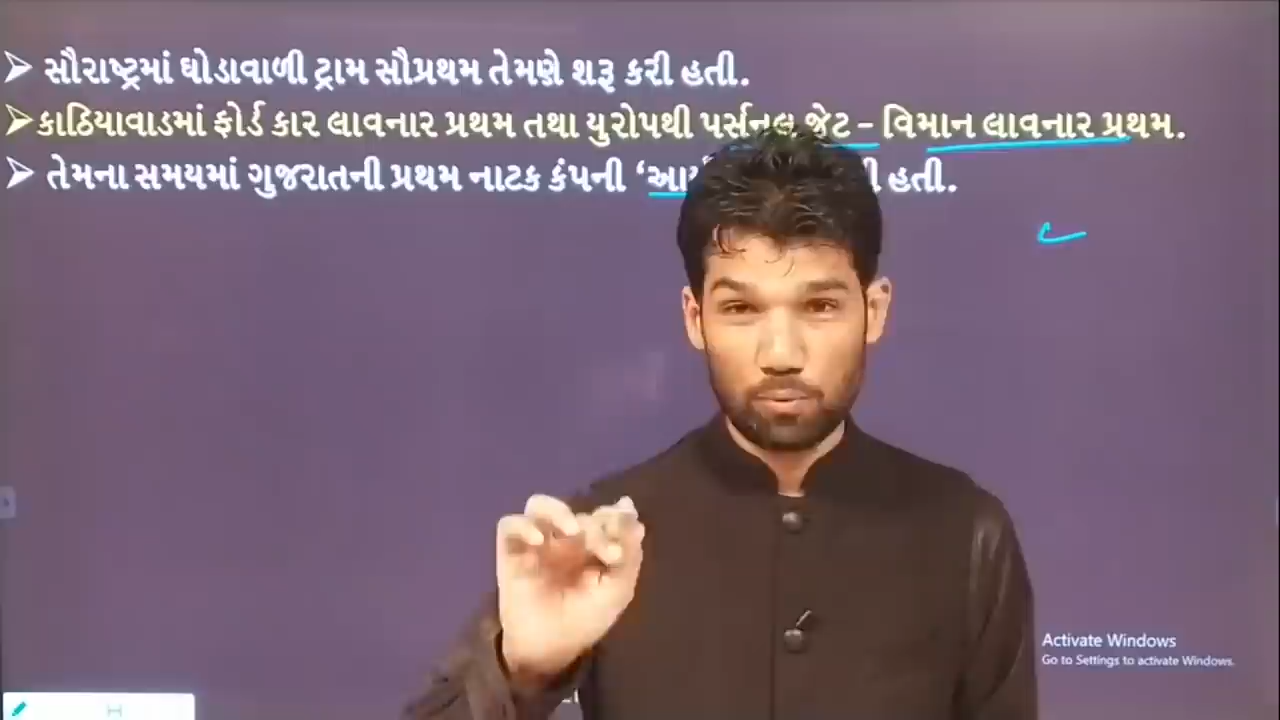 ➤ સૌરાષ્ટ્રમાં ઘોડાવાળી ટ્રામ સૌપ્રથમ તેમણે શરૂ કરી હતી.
➤કાઠિયાવાડમાં ફોર્ડ કાર લાવનાર પ્રથમ તથા યુરોપથી પર્સનલ જેટ – વિમાન લાવનાર પ્રથમ.
➤ તેમના સમયમાં ગુજરાતની પ્રથમ નાટક કંપની હતી.
Activate Windows
Go to Settings to activate Windows.